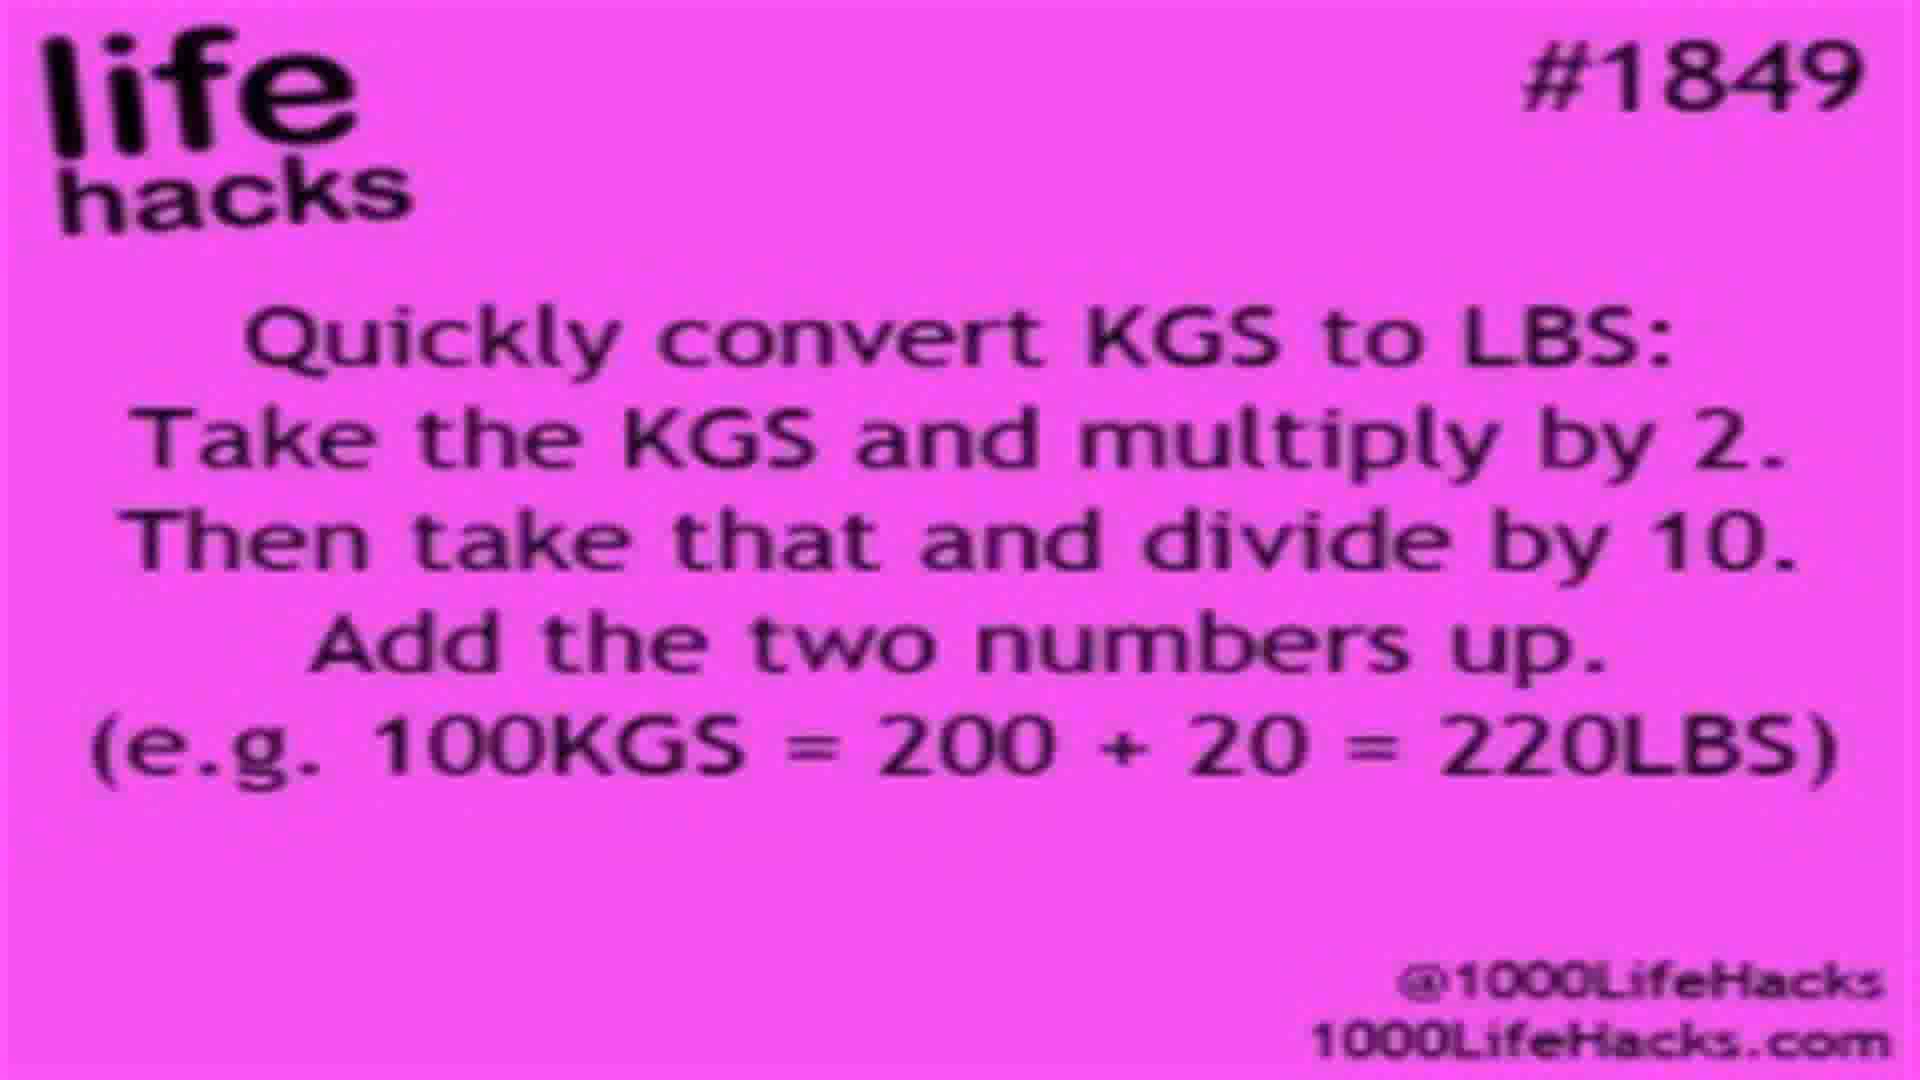 life
hacks
#1849
Quickly convert KGS to LBS:
Take the KGS and multiply by 2.
Then take that and divide by 10.
Add the two numbers up.
(e.g. 100KGS = 200 + 20 = 220LBS)
@1000LifeHacks
1000LifeHacks.com